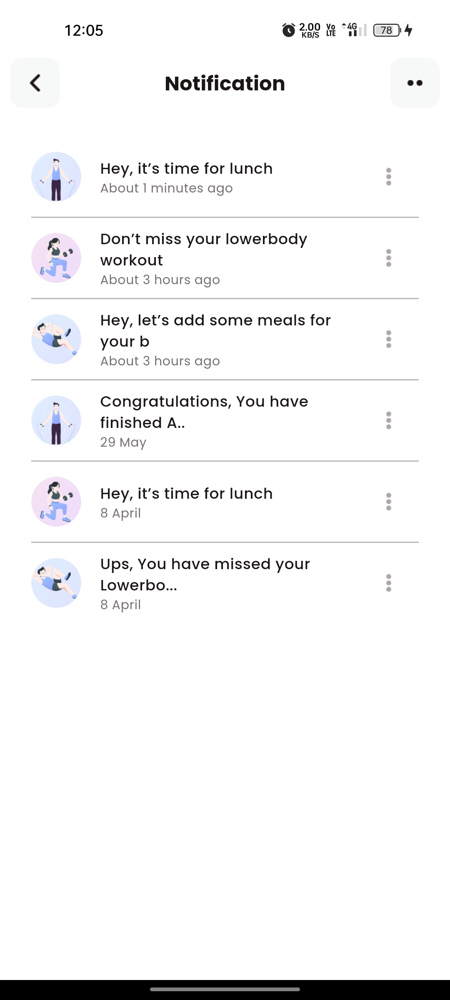 12:05
2.00
KB/S
Vo
LTE
4G
78
Notification
Hey, it’s time for lunch
About 1 minutes ago
Don’t miss your lowerbody
workout
About 3 hours ago
Hey, let’s add some meals for
your b
About 3 hours ago
Congratulations, You have
finished A..
29 May
Hey, it’s time for lunch
8 April
Ups, You have missed your
Lowerbo...
8 April